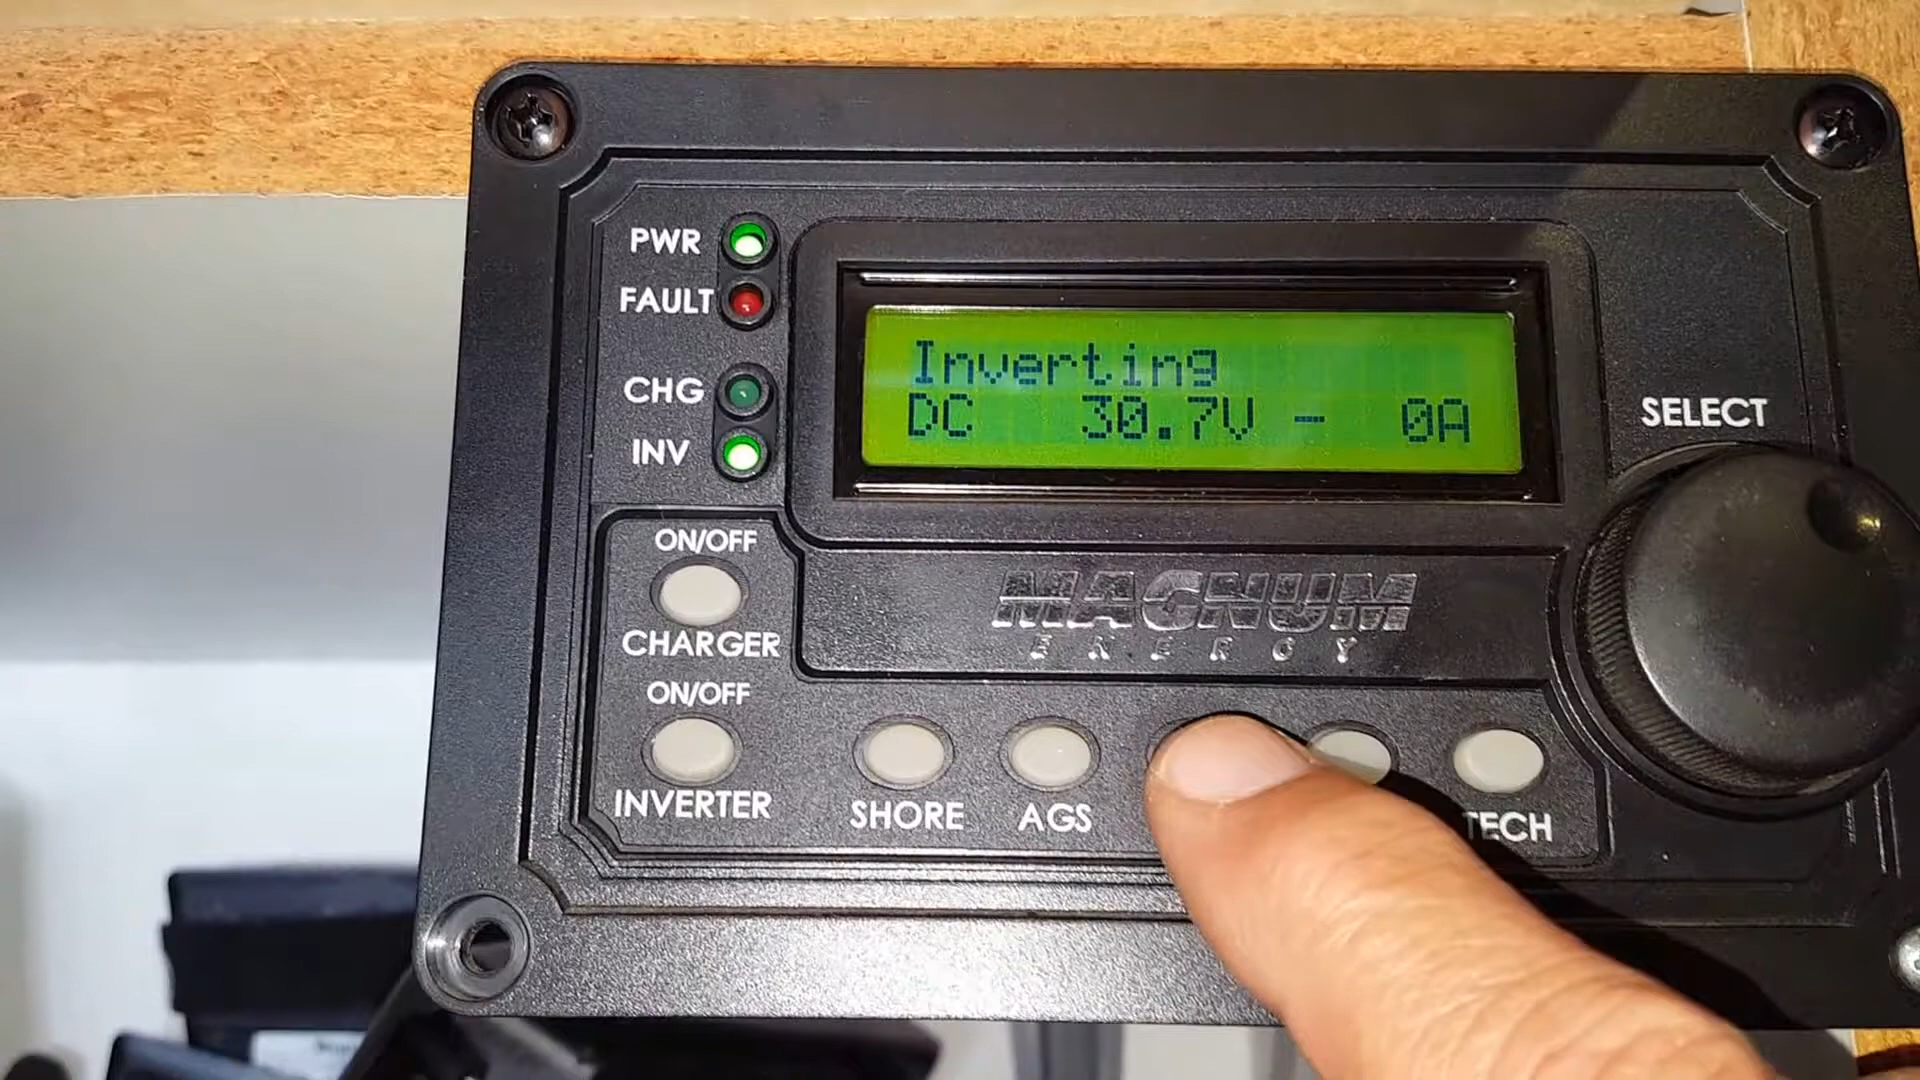 PWR
FAULT
CHG
INV
Inverting
DC 30.7V - 0A
SELECT
ON/OFF
CHARGER
MAGNUM
ENERGY
ON/OFF
INVERTER
SHORE
AGS
TECH